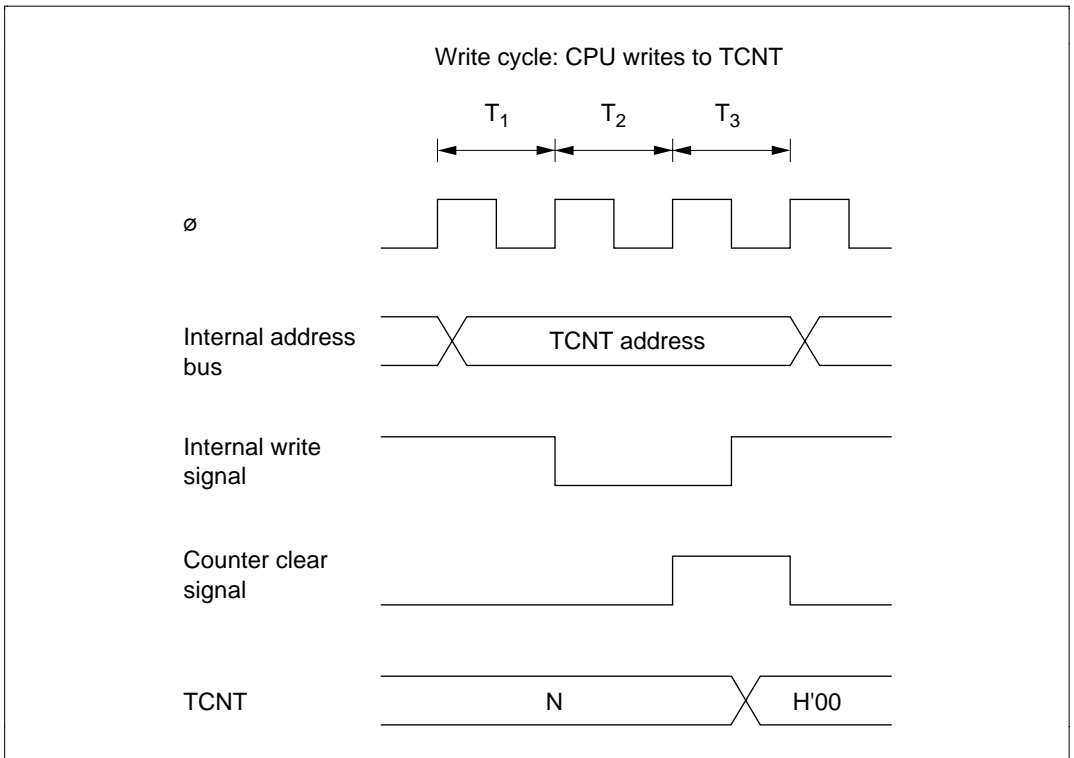 Write cycle: CPU writes to TCNT
T1 T2 T3
ø
Internal address
bus
TCNT address
Internal write
signal
Counter clear
signal
TCNT N H'00